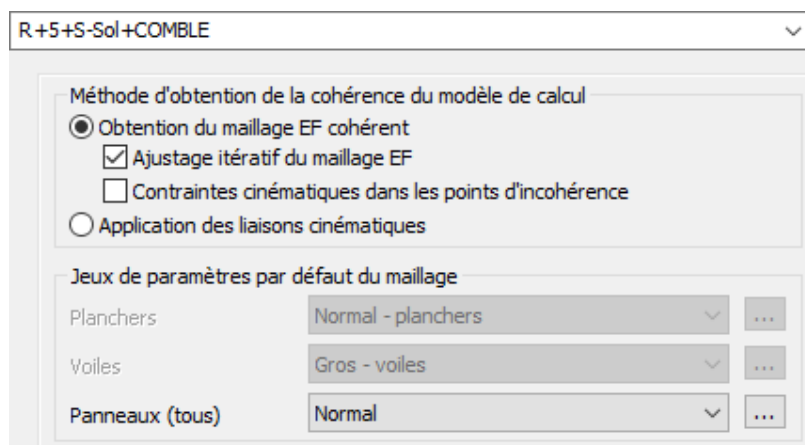 R+5+S-Sol+COMBLE
Méthode d'obtention de la cohérence du modèle de calcul
Obtention du maillage EF cohérent
Ajustage itératif du maillage EF
Contraintes cinématiques dans les points d'incohérence
Application des liaisons cinématiques
Jeux de paramètres par défaut du maillage
Planchers Normal - planchers ...
Voiles Gros - voiles ...
Panneaux (tous) Normal ...